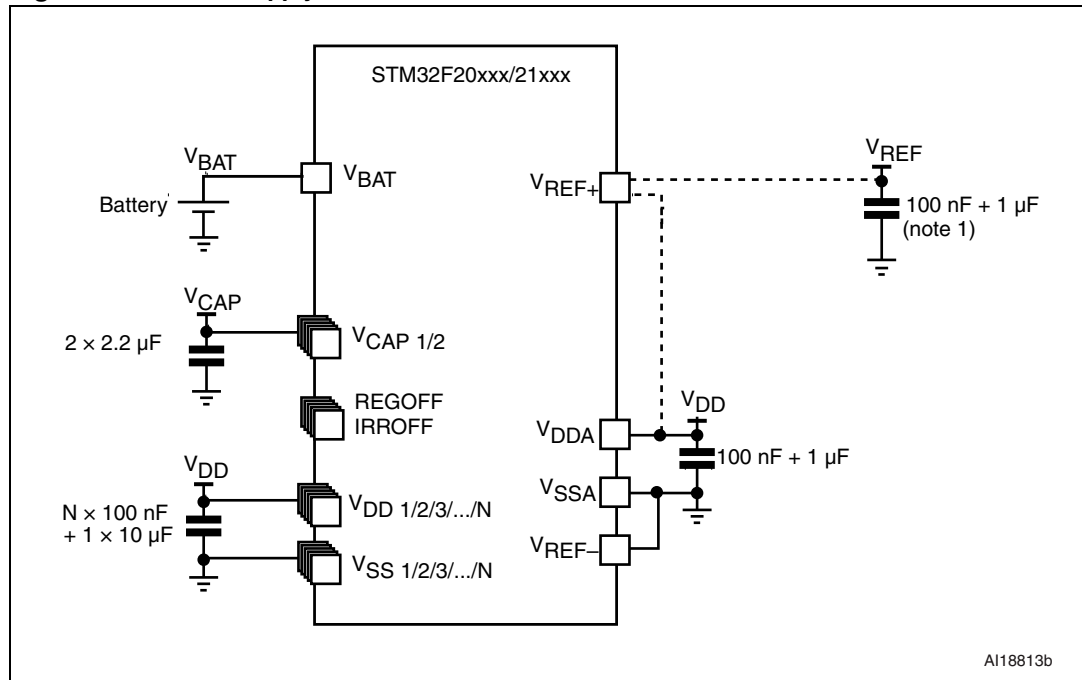 STM32F20xxx/21xxx
VBAT
VBAT
Battery
VREF+
VREF
100 nF + 1 µF
(note 1)
VCAP
VCAP 1/2
2 × 2.2 µF
REGOFF
IRROFF
VDD
VDDA
100 nF + 1 µF
VDD
VDD 1/2/3/.../N
N × 100 nF
+ 1 × 10 µF
VSSA
VREF–
VSS 1/2/3/.../N
AI18813b